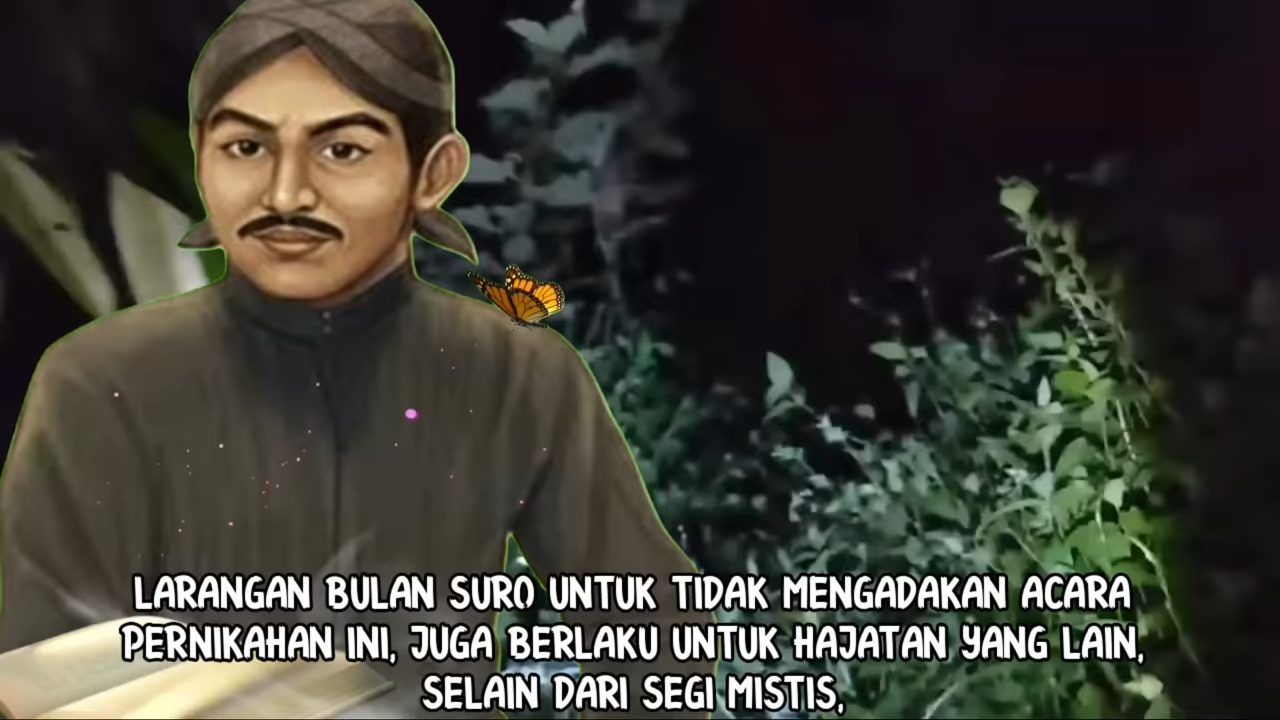 LARANGAN BULAN SURO UNTUK TIDAK MENGADAKAN ACARA
PERNIKAHAN INI, JUGA BERLAKU UNTUK HAJATAN YANG LAIN,
SELAIN DARI SEGI MISTIS,